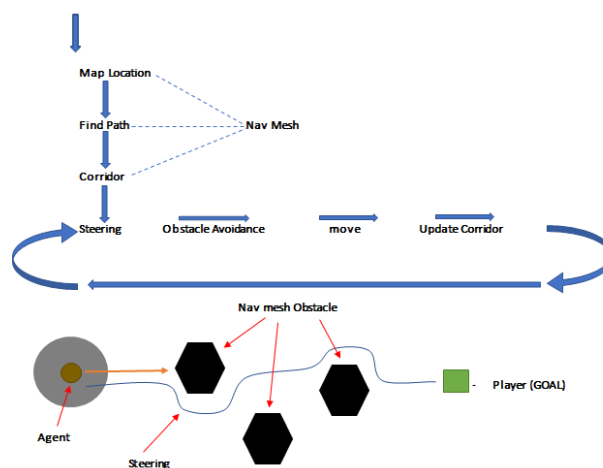 Map Location
Find Path
Nav Mesh
Corridor
Steering
Obstacle Avoidance
move
Update Corridor
Nav mesh Obstacle
- Player (GOAL)
Agent
Steering